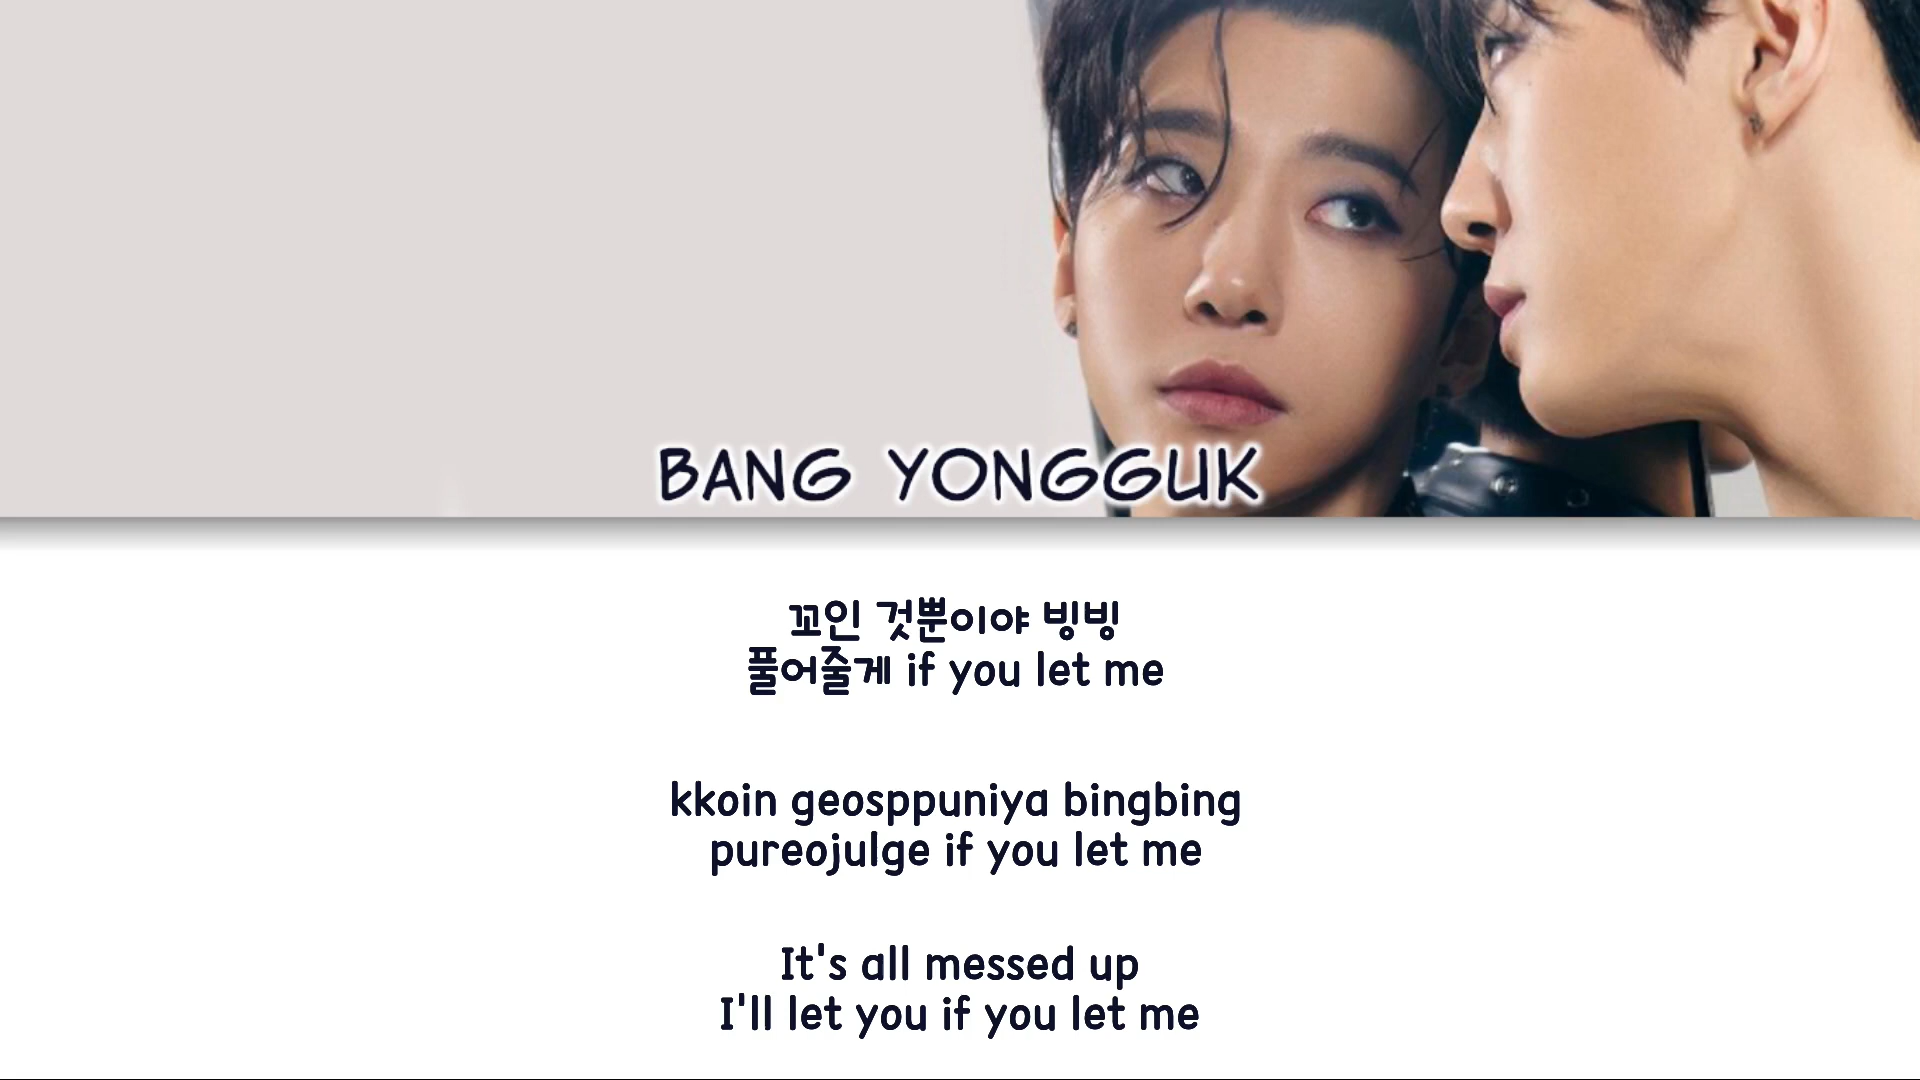 BANG YONGGUK
꼬인 것뿐이야 빙빙
풀어줄게 if you let me
kkoin geosppuniya bingbing
pureojulge if you let me
It's all messed up
I'll let you if you let me